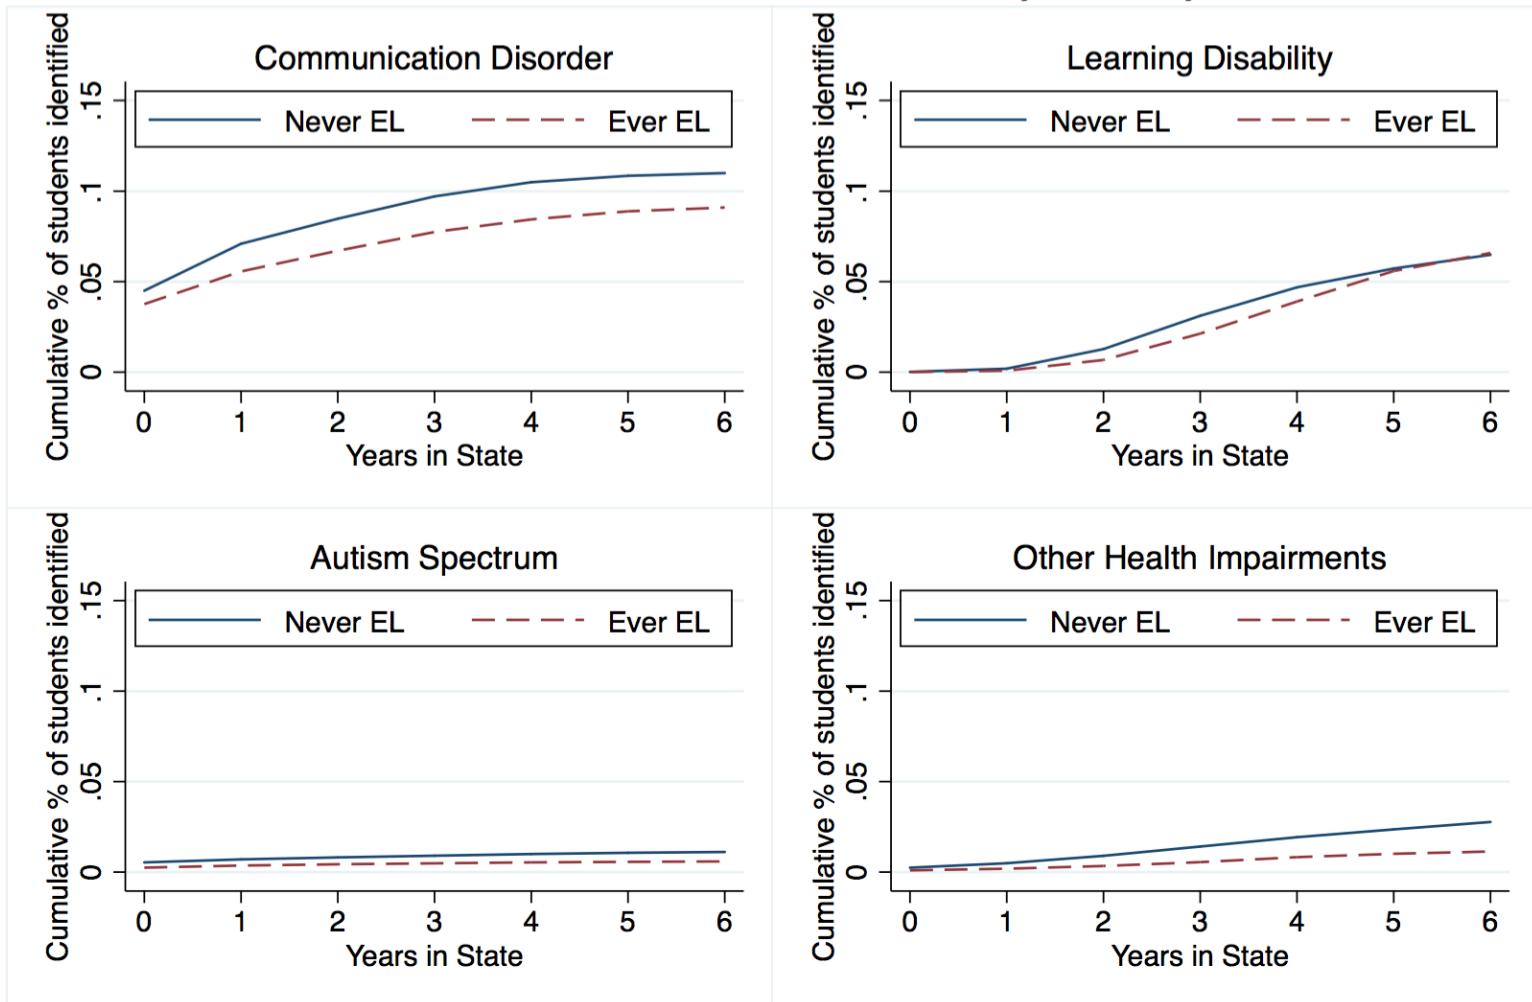 Communication Disorder
Cumulative % of students identified
.15
.1
.05
0
Never EL
Ever EL
0 1 2 3 4 5 6
Years in State
Learning Disability
Cumulative % of students identified
.15
.1
.05
0
Never EL
Ever EL
0 1 2 3 4 5 6
Years in State
Autism Spectrum
Cumulative % of students identified
.15
.1
.05
0
Never EL
Ever EL
0 1 2 3 4 5 6
Years in State
Other Health Impairments
Cumulative % of students identified
.15
.1
.05
0
Never EL
Ever EL
0 1 2 3 4 5 6
Years in State